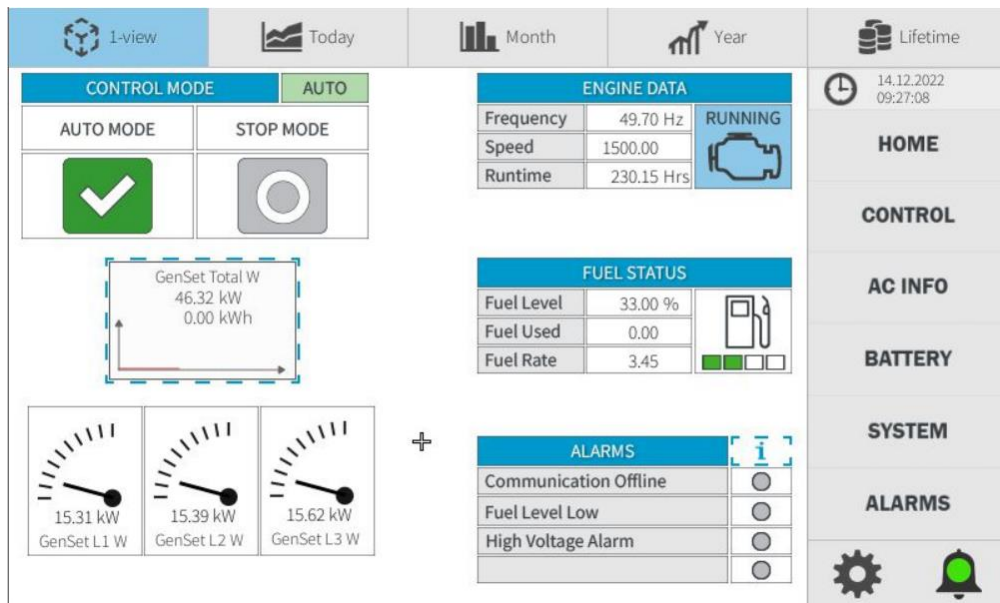 1-view
Today
Month
Year
Lifetime
CONTROL MODE
AUTO
AUTO MODE
STOP MODE
GenSet Total W
46.32 kW
0.00 kWh
15.31 kW
GenSet L1 W
15.39 kW
GenSet L2 W
15.62 kW
GenSet L3 W
ENGINE DATA
Frequency 49.70 Hz
Speed 1500.00
Runtime 230.15 Hrs
RUNNING
FUEL STATUS
Fuel Level 33.00 %
Fuel Used 0.00
Fuel Rate 3.45
ALARMS
i
Communication Offline
Fuel Level Low
High Voltage Alarm
14.12.2022
09:27:08
HOME
CONTROL
AC INFO
BATTERY
SYSTEM
ALARMS